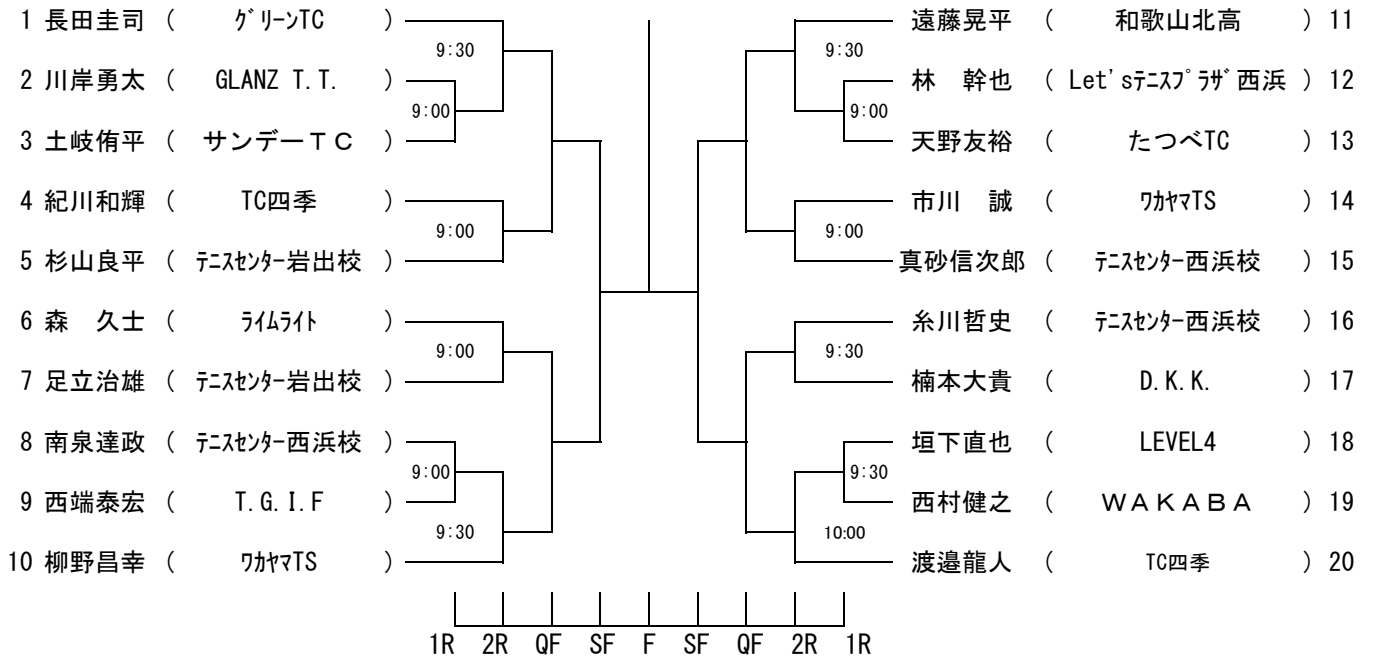 1 長田圭司 ( ｸﾞﾘｰﾝTC ) 遠藤晃平 ( 和歌山北高 ) 11
9:30 9:30
2 川岸勇太 ( GLANZ T.T. ) 林　幹也 ( Let'sﾃﾆｽﾌﾟﾗｻﾞ西浜 ) 12
9:00 9:00
3 土岐侑平 ( サンデーＴＣ ) 天野友裕 ( たつべTC ) 13
4 紀川和輝 ( TC四季 ) 市川　誠 ( ﾜｶﾔﾏTS ) 14
9:00 9:00
5 杉山良平 ( ﾃﾆｽｾﾝﾀｰ岩出校 ) 真砂信次郎 ( ﾃﾆｽｾﾝﾀｰ西浜校 ) 15
6 森　久士 ( ﾗｲﾑﾗｲﾄ ) 糸川哲史 ( ﾃﾆｽｾﾝﾀｰ西浜校 ) 16
9:00 9:30
7 足立治雄 ( ﾃﾆｽｾﾝﾀｰ岩出校 ) 楠本大貴 ( D.K.K. ) 17
8 南泉達政 ( ﾃﾆｽｾﾝﾀｰ西浜校 ) 垣下直也 ( LEVEL4 ) 18
9:00 9:30
9 西端泰宏 ( T.G.I.F ) 西村健之 ( ＷＡＫＡＢＡ ) 19
9:30 10:00
10 柳野昌幸 ( ﾜｶﾔﾏTS ) 渡邉龍人 ( TC四季 ) 20
1R 2R QF SF F SF QF 2R 1R